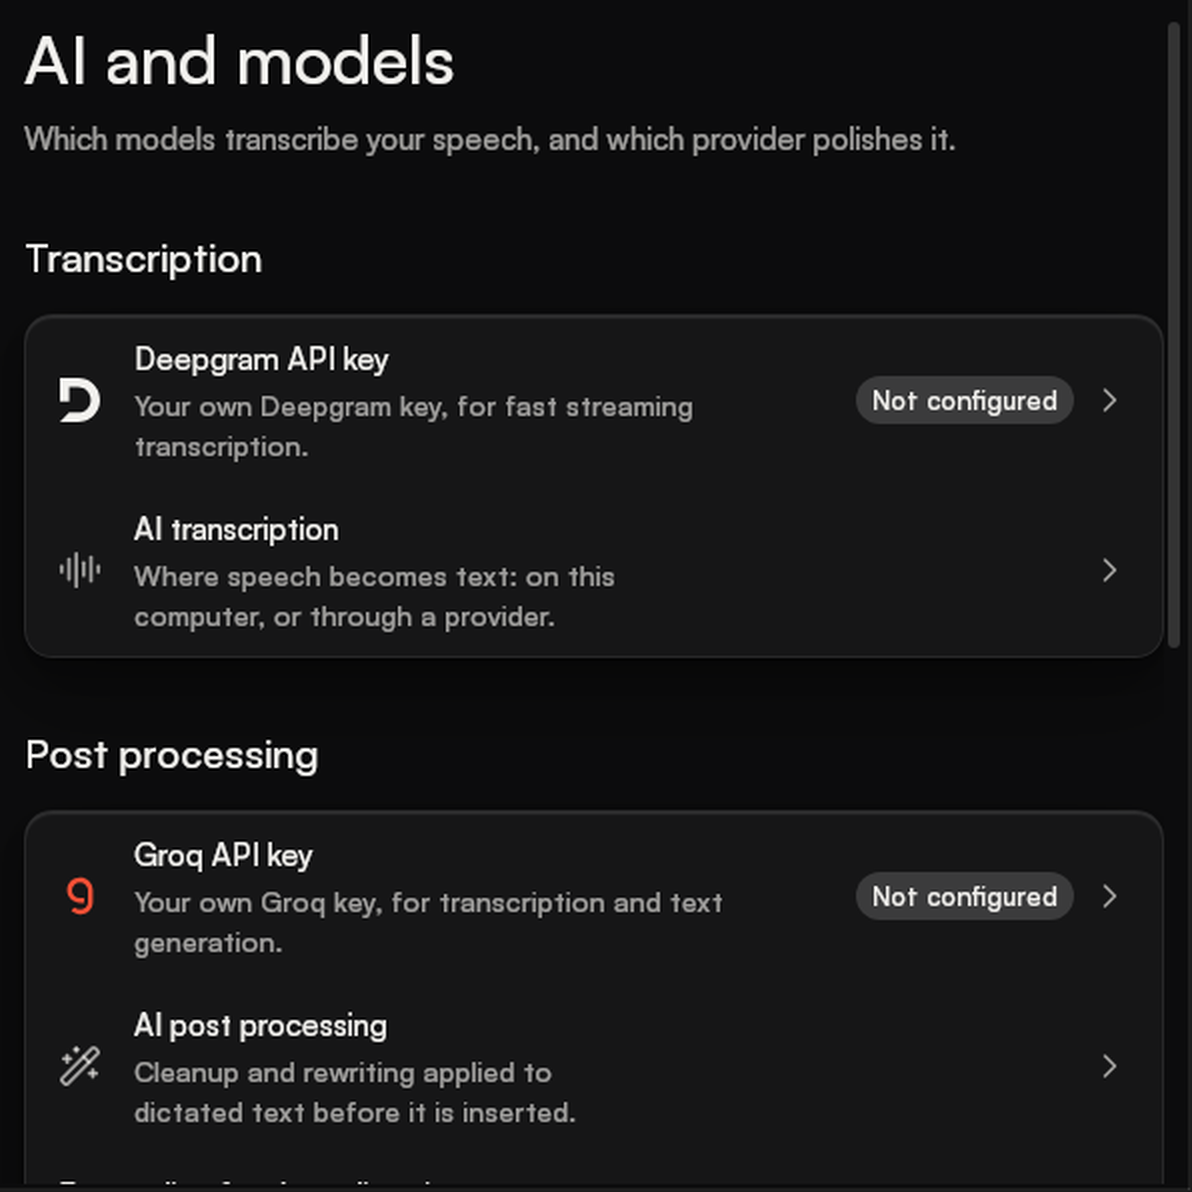 AI and models
Which models transcribe your speech, and which provider polishes it.
Transcription
Deepgram API key
Your own Deepgram key, for fast streaming
transcription.
Not configured
AI transcription
Where speech becomes text: on this
computer, or through a provider.
Post processing
Groq API key
Your own Groq key, for transcription and text
generation.
Not configured
AI post processing
Cleanup and rewriting applied to
dictated text before it is inserted.